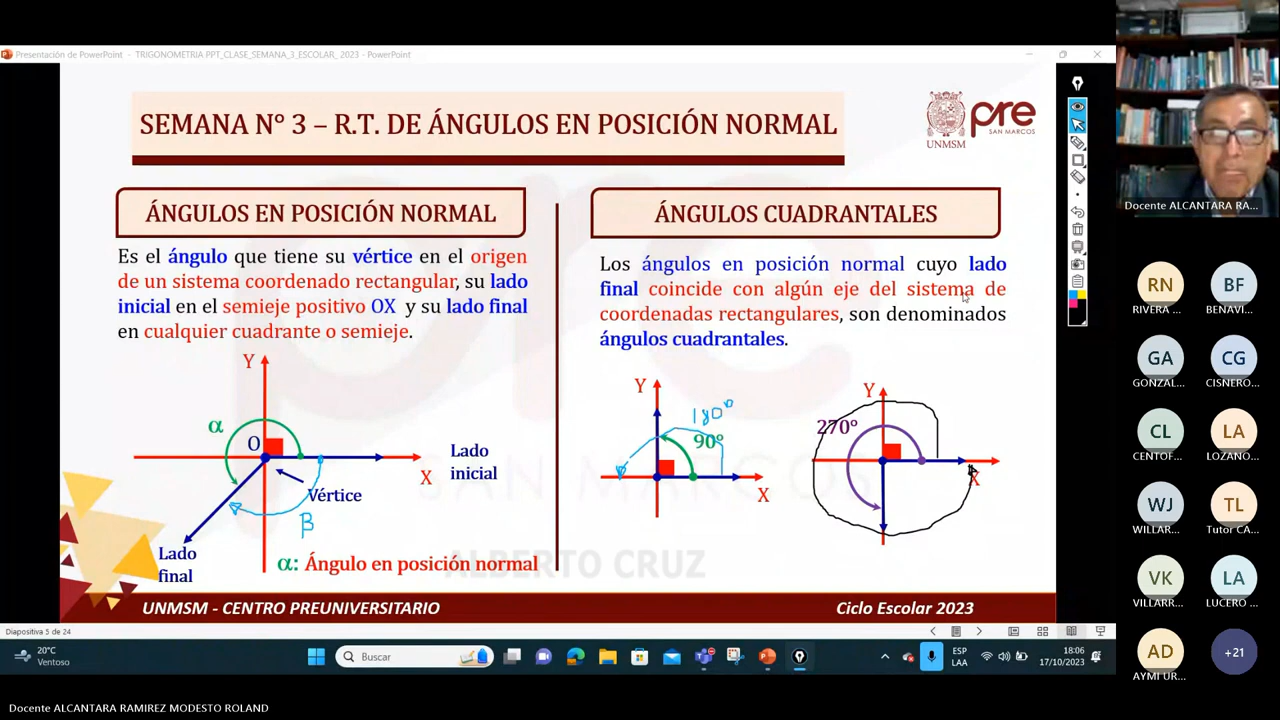 Presentación de PowerPoint - TRIGONOMETRIA PPT_CLASE_SEMANA_3_ESCOLAR_ 2023 - PowerPoint
SEMANA N° 3 – R.T. DE ÁNGULOS EN POSICIÓN NORMAL
UNMSM
pre
SAN MARCOS
ÁNGULOS EN POSICIÓN NORMAL
Es el ángulo que tiene su vértice en el origen
de un sistema coordenado rectangular, su lado
inicial en el semieje positivo OX y su lado final
en cualquier cuadrante o semieje.
Y
α
O
X
Lado
inicial
Vértice
β
Lado
final
α: Ángulo en posición normal
ÁNGULOS CUADRANTALES
Los ángulos en posición normal cuyo lado
final coincide con algún eje del sistema de
coordenadas rectangulares, son denominados
ángulos cuadrantales.
Y
180°
90°
X
Y
270°
X
SAN MARCOS
ALBERTO CRUZ
UNMSM - CENTRO PREUNIVERSITARIO
Ciclo Escolar 2023
Diapositiva 5 de 24
20°C
Ventoso
Buscar
ESP
LAA
18:06
17/10/2023
Docente ALCANTARA RA...
RN
RIVERA ...
BF
BENAVI...
GA
GONZAL...
CG
CISNERO...
CL
CENTOF...
LA
LOZANO...
WJ
WILLAR...
TL
Tutor CA...
VK
VILLARR...
LA
LUCERO ...
AD
AYMI UR...
+21
Docente ALCANTARA RAMIREZ MODESTO ROLAND